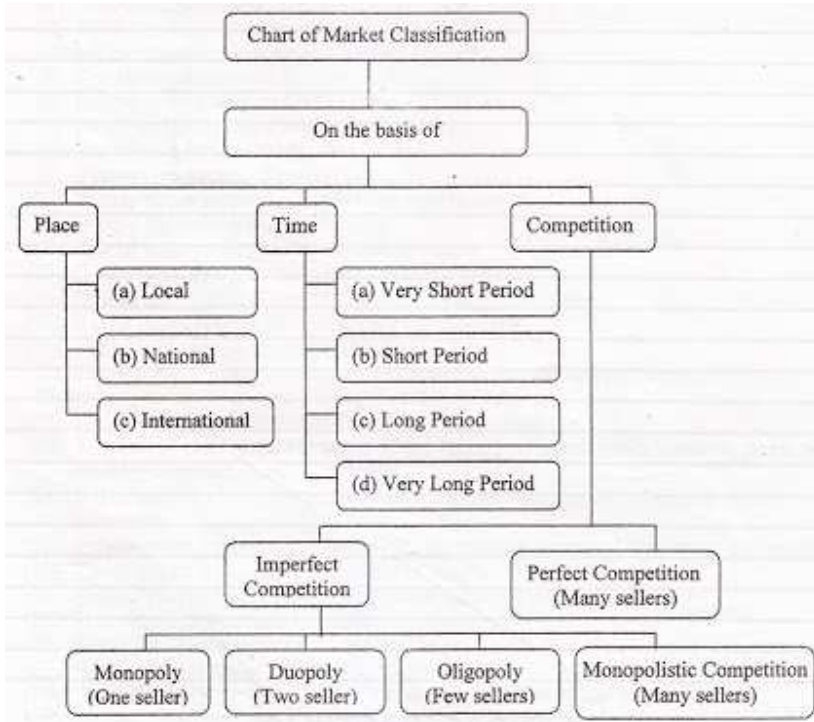 Chart of Market Classification
On the basis of
Place
Time
Competition
(a) Local
(b) National
(c) International
(a) Very Short Period
(b) Short Period
(c) Long Period
(d) Very Long Period
Imperfect
Competition
Perfect Competition
(Many sellers)
Monopoly
(One seller)
Duopoly
(Two seller)
Oligopoly
(Few sellers)
Monopolistic Competition
(Many sellers)